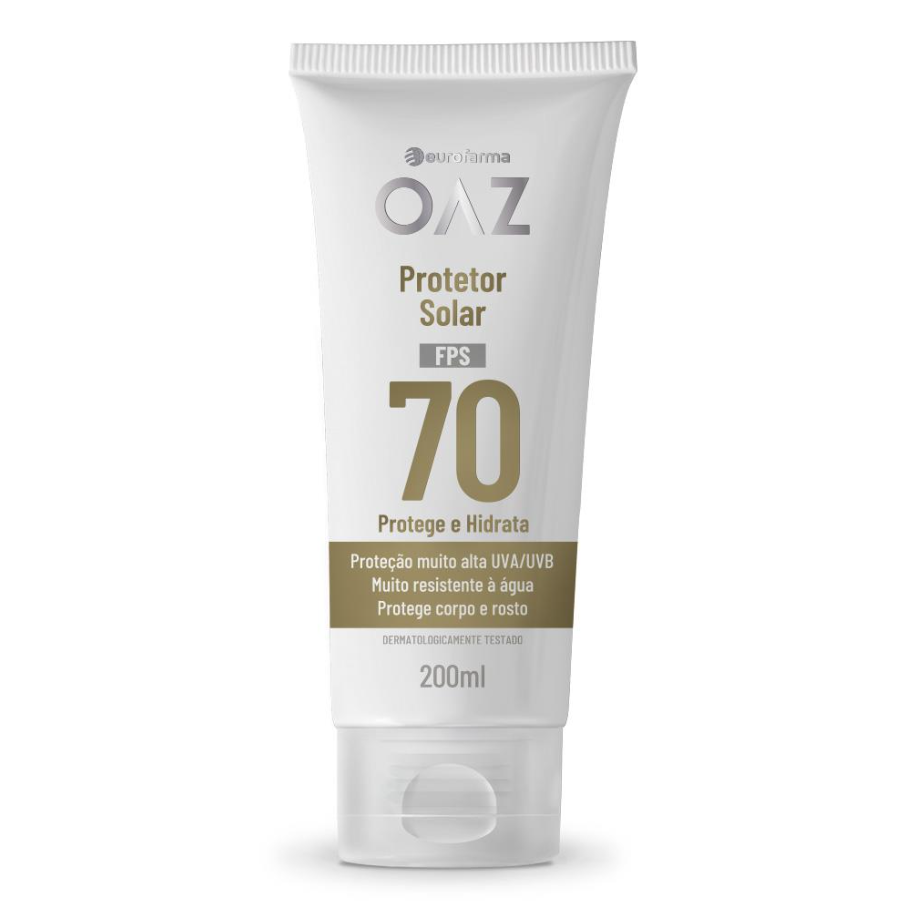 eurofarma
OAZ
Protetor
Solar
FPS
70
Protege e Hidrata
Proteção muito alta UVA/UVB
Muito resistente à água
Protege corpo e rosto
DERMATOLOGICAMENTE TESTADO
200ml